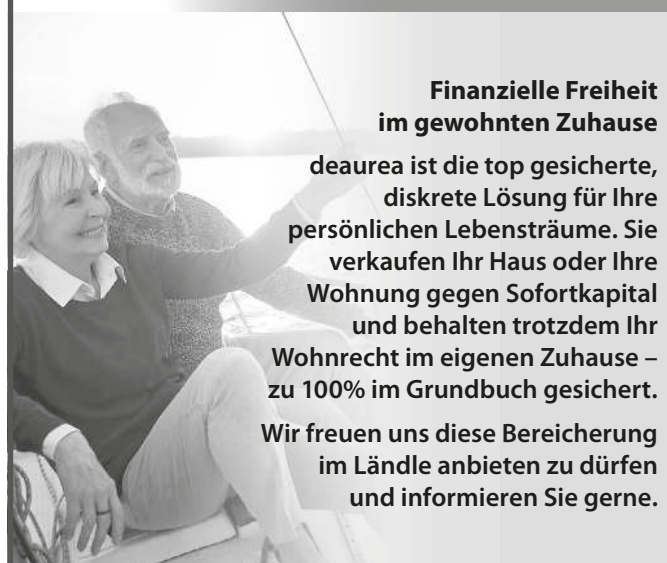 Finanzielle Freiheit
im gewohnten Zuhause
deaurea ist die top gesicherte,
diskrete Lösung für Ihre
persönlichen Lebensträume. Sie
verkaufen Ihr Haus oder Ihre
Wohnung gegen Sofortkapital
und behalten trotzdem Ihr
Wohnrecht im eigenen Zuhause –
zu 100% im Grundbuch gesichert.
Wir freuen uns diese Bereicherung
im Ländle anbieten zu dürfen
und informieren Sie gerne.